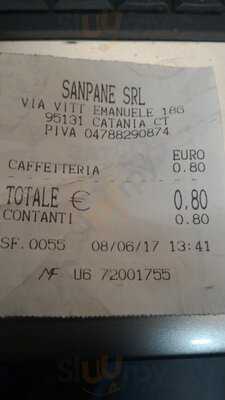 SANPANE SRL
VIA VITT EMANUELE 186
95131 CATANIA CT
PIVA 04788290874
EURO
CAFFETTERIA 0.80
TOTALE € 0.80
CONTANTI 0.80
SF. 0055 08/06/17 13:41
MF U6 72001755